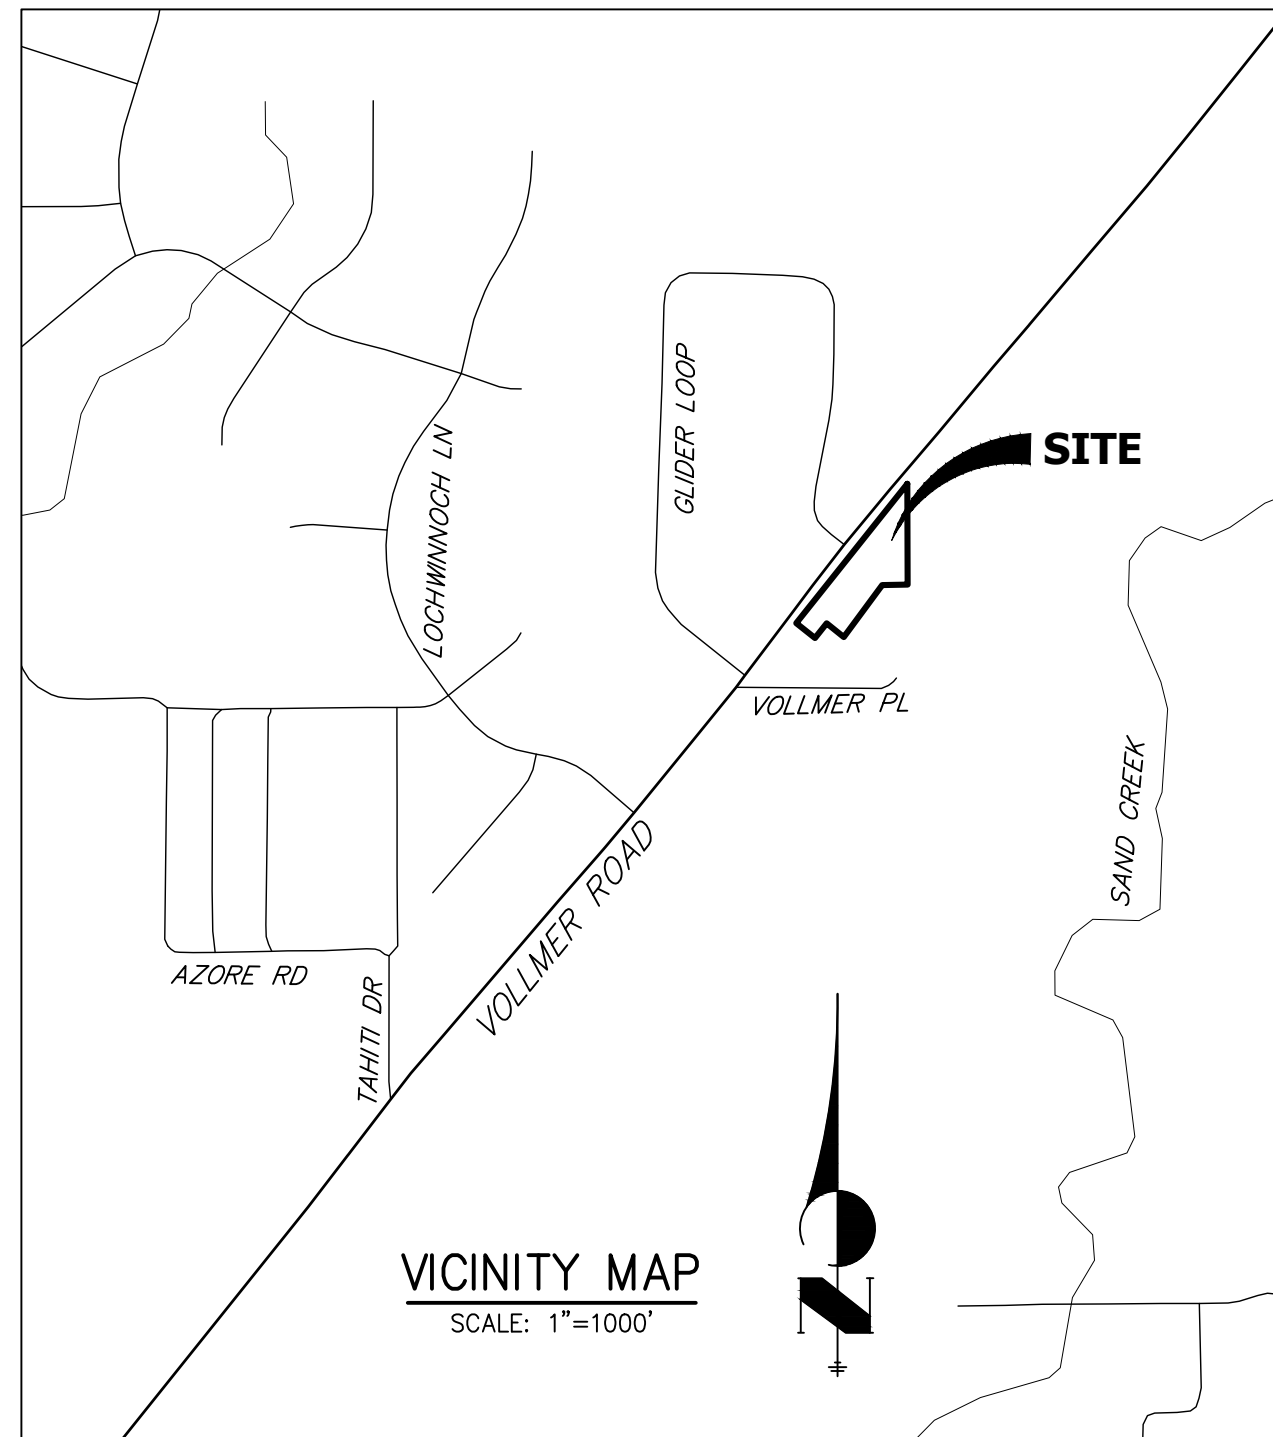 SITE
GLIDER LOOP
LOCHWINNOCH LN
VOLLMER PL
SAND CREEK
VOLLMER ROAD
AZORE RD
TAHITI DR
VICINITY MAP
SCALE: 1"=1000'
N